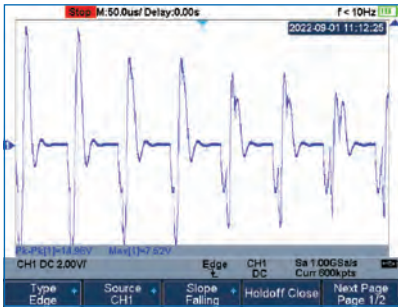 Stop M:50.0us/ Delay:0.00s f < 10Hz
2022-09-01 11:12:25
1
Pk-Pk[1]=14.96V Max[1]=7.52V
CH1 DC 2.00V/ Edge CH1 DC Sa 1.00GSa/s Curr 600kpts
Type Edge Source CH1 Slope Falling Holdoff Close Next Page Page 1/2